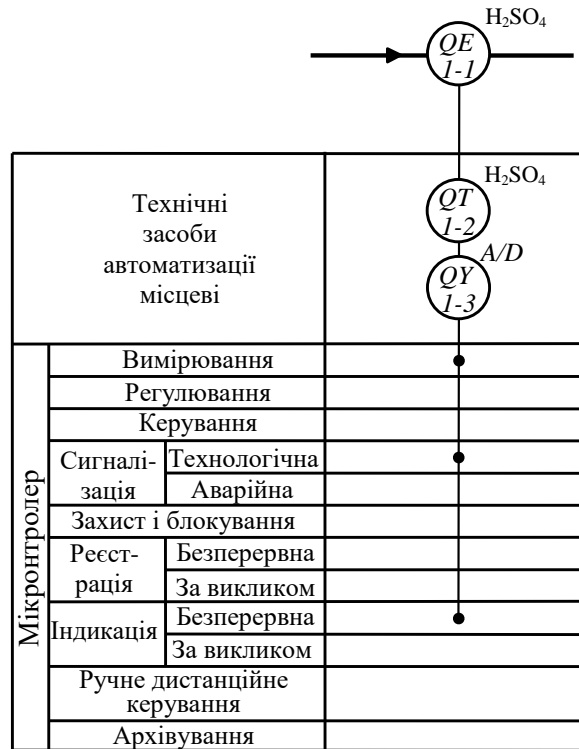 H₂SO₄
QE
1-1
H₂SO₄
QT
1-2
A/D
QY
1-3
Технічні
засоби
автоматизації
місцеві
Мікронтролер
Вимірювання
Регулювання
Керування
Сигналі-
зація
Технологічна
Аварійна
Захист і блокування
Реєст-
рація
Безперервна
За викликом
Індикація
Безперервна
За викликом
Ручне дистанційне
керування
Архівування